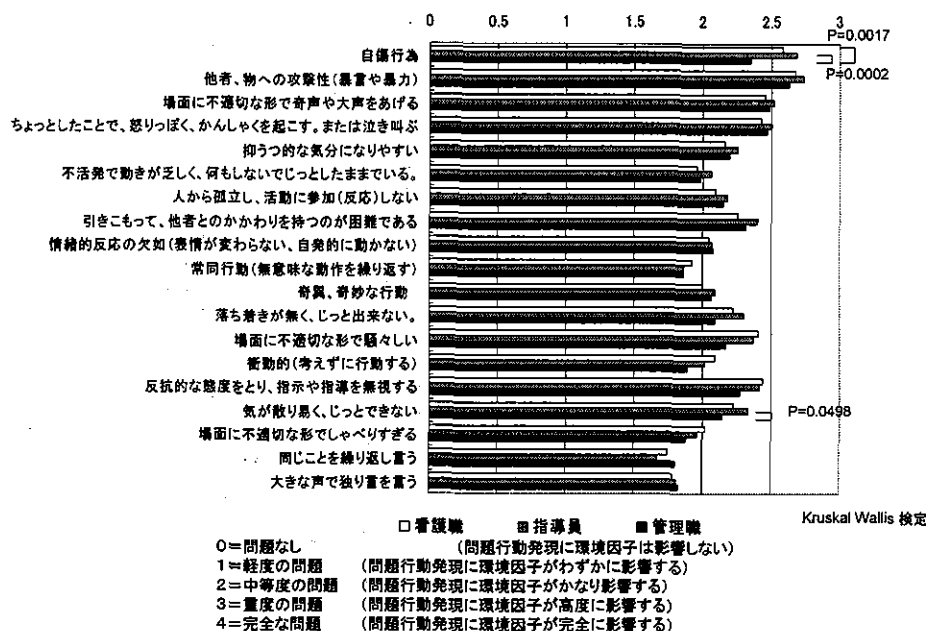 0 0.5 1 1.5 2 2.5 3
P=0.0017
自傷行為
P=0.0002
他者、物への攻撃性(暴言や暴力)
場面に不適切な形で奇声や大声をあげる
ちょっとしたことで、怒りっぽく、かんしゃくを起こす。または泣き叫ぶ
抑うつ的な気分になりやすい
不活発で動きが乏しく、何もしないでじっとしたままでいる。
人から孤立し、活動に参加(反応)しない
引きこもって、他者とのかかわりを持つのが困難である
情緒的反応の欠如(表情が変わらない、自発的に動かない)
常同行動(無意味な動作を繰り返す)
奇異、奇妙な行動
落ち着きが無く、じっと出来ない。
場面に不適切な形で騒々しい
衝動的(考えずに行動する)
反抗的な態度をとり、指示や指導を無視する
気が散り易く、じっとできない P=0.0498
場面に不適切な形でしゃべりすぎる
同じことを繰り返し言う
大きな声で独り言を言う
Kruskal Wallis 検定
□看護職 ■指導員 ■管理職
0=問題なし (問題行動発現に環境因子は影響しない)
1=軽度の問題 (問題行動発現に環境因子がわずかに影響する)
2=中等度の問題 (問題行動発現に環境因子がかなり影響する)
3=重度の問題 (問題行動発現に環境因子が高度に影響する)
4=完全な問題 (問題行動発現に環境因子が完全に影響する)